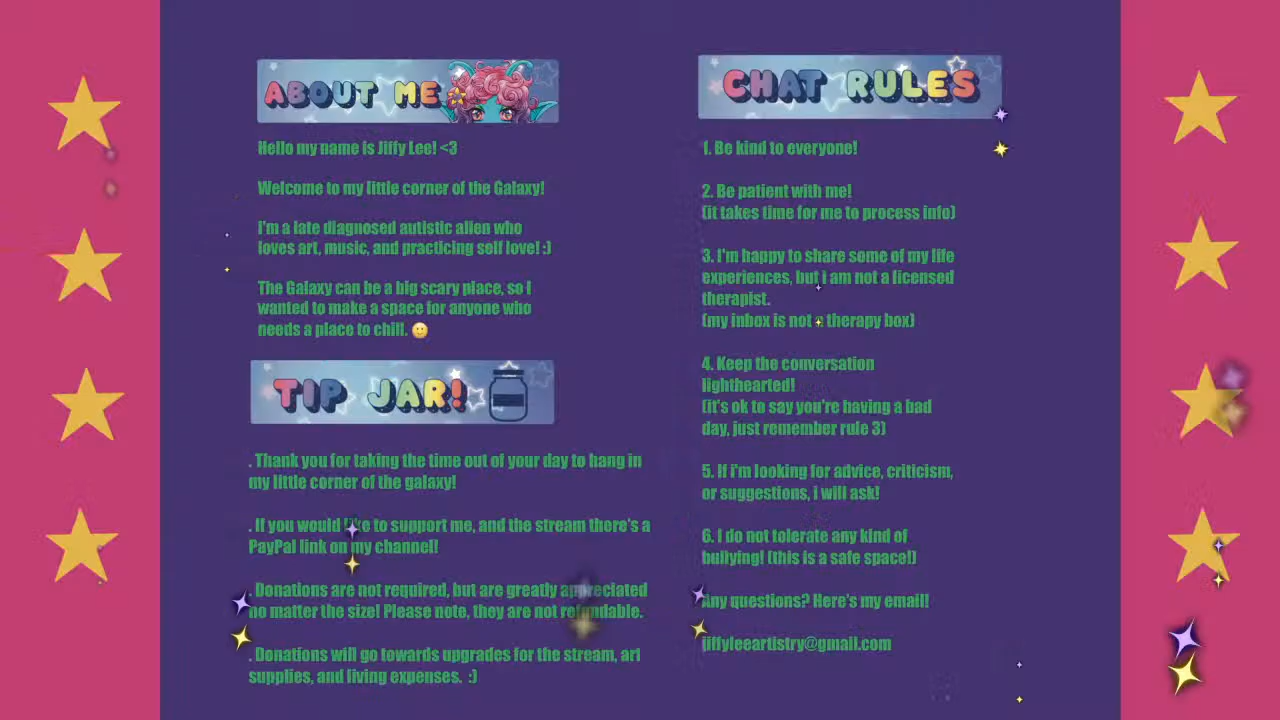 ABOUT ME
Hello my name is Jiffy Lee! <3
Welcome to my little corner of the Galaxy!
I'm a late diagnosed autistic alien who
loves art, music, and practicing self love! :)
The Galaxy can be a big scary place, so I
wanted to make a space for anyone who
needs a place to chill. 🙂
TIP JAR!
. Thank you for taking the time out of your day to hang in
my little corner of the galaxy!
. If you would like to support me, and the stream there's a
PayPal link on my channel!
. Donations are not required, but are greatly appreciated
no matter the size! Please note, they are not refundable.
. Donations will go towards upgrades for the stream, art
supplies, and living expenses. :)
CHAT RULES
1. Be kind to everyone!
2. Be patient with me!
(it takes time for me to process info)
3. I'm happy to share some of my life
experiences, but i am not a licensed
therapist.
(my inbox is not a therapy box)
4. Keep the conversation
lighthearted!
(it's ok to say you're having a bad
day, just remember rule 3)
5. If i'm looking for advice, criticism,
or suggestions, i will ask!
6. I do not tolerate any kind of
bullying! (this is a safe space!)
Any questions? Here's my email!
jiffyleeartistry@gmail.com